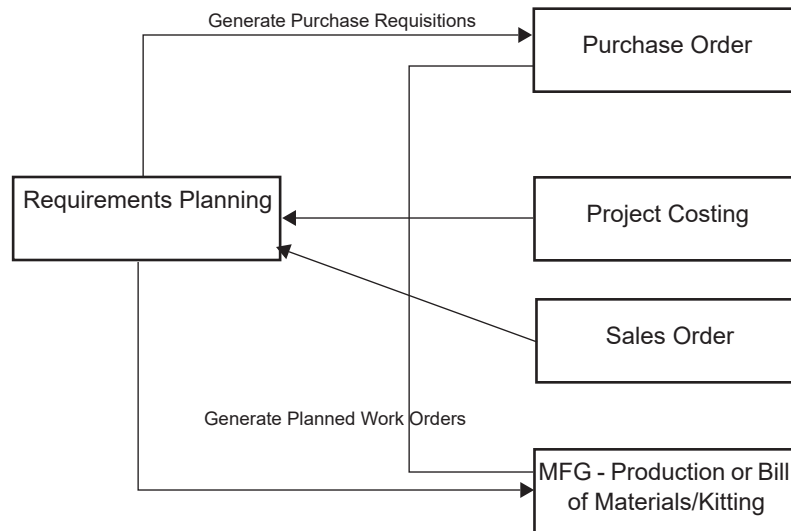 Generate Purchase Requisitions
Purchase Order
Requirements Planning
Project Costing
Sales Order
Generate Planned Work Orders
MFG - Production or Bill
of Materials/Kitting